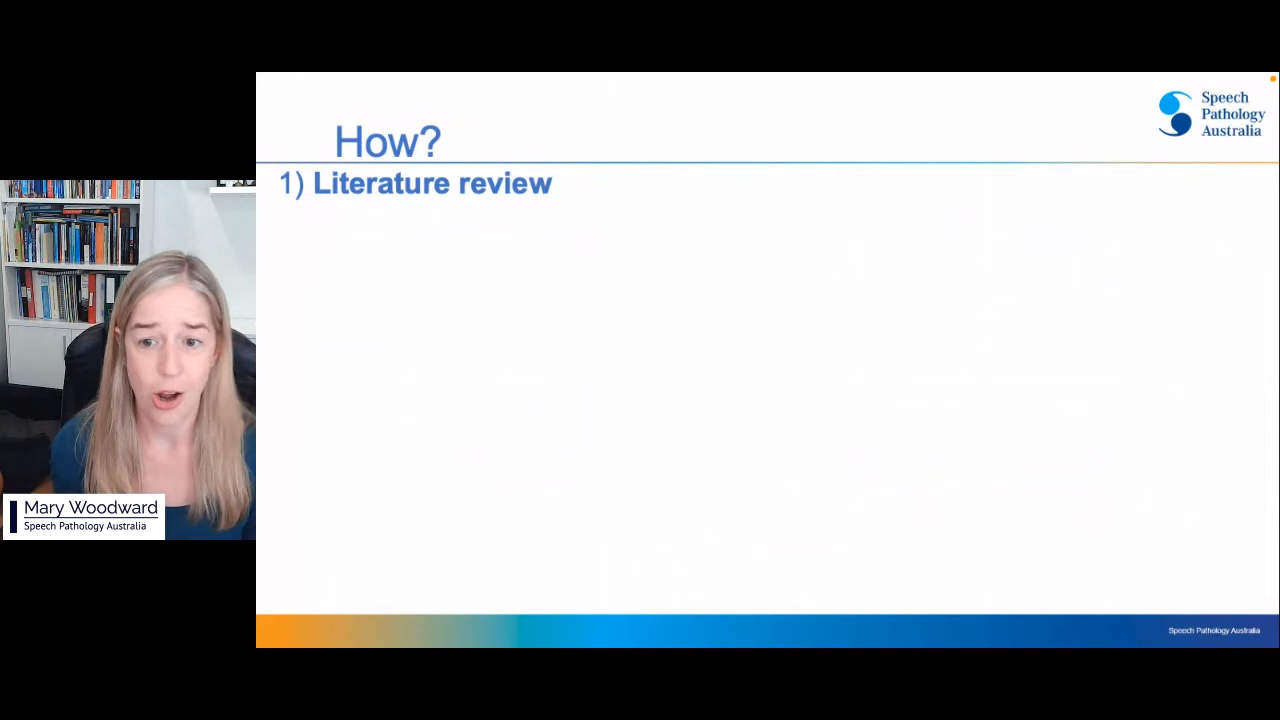 How?
Speech
Pathology
Australia
1) Literature review
Mary Woodward
Speech Pathology Australia
Speech Pathology Australia